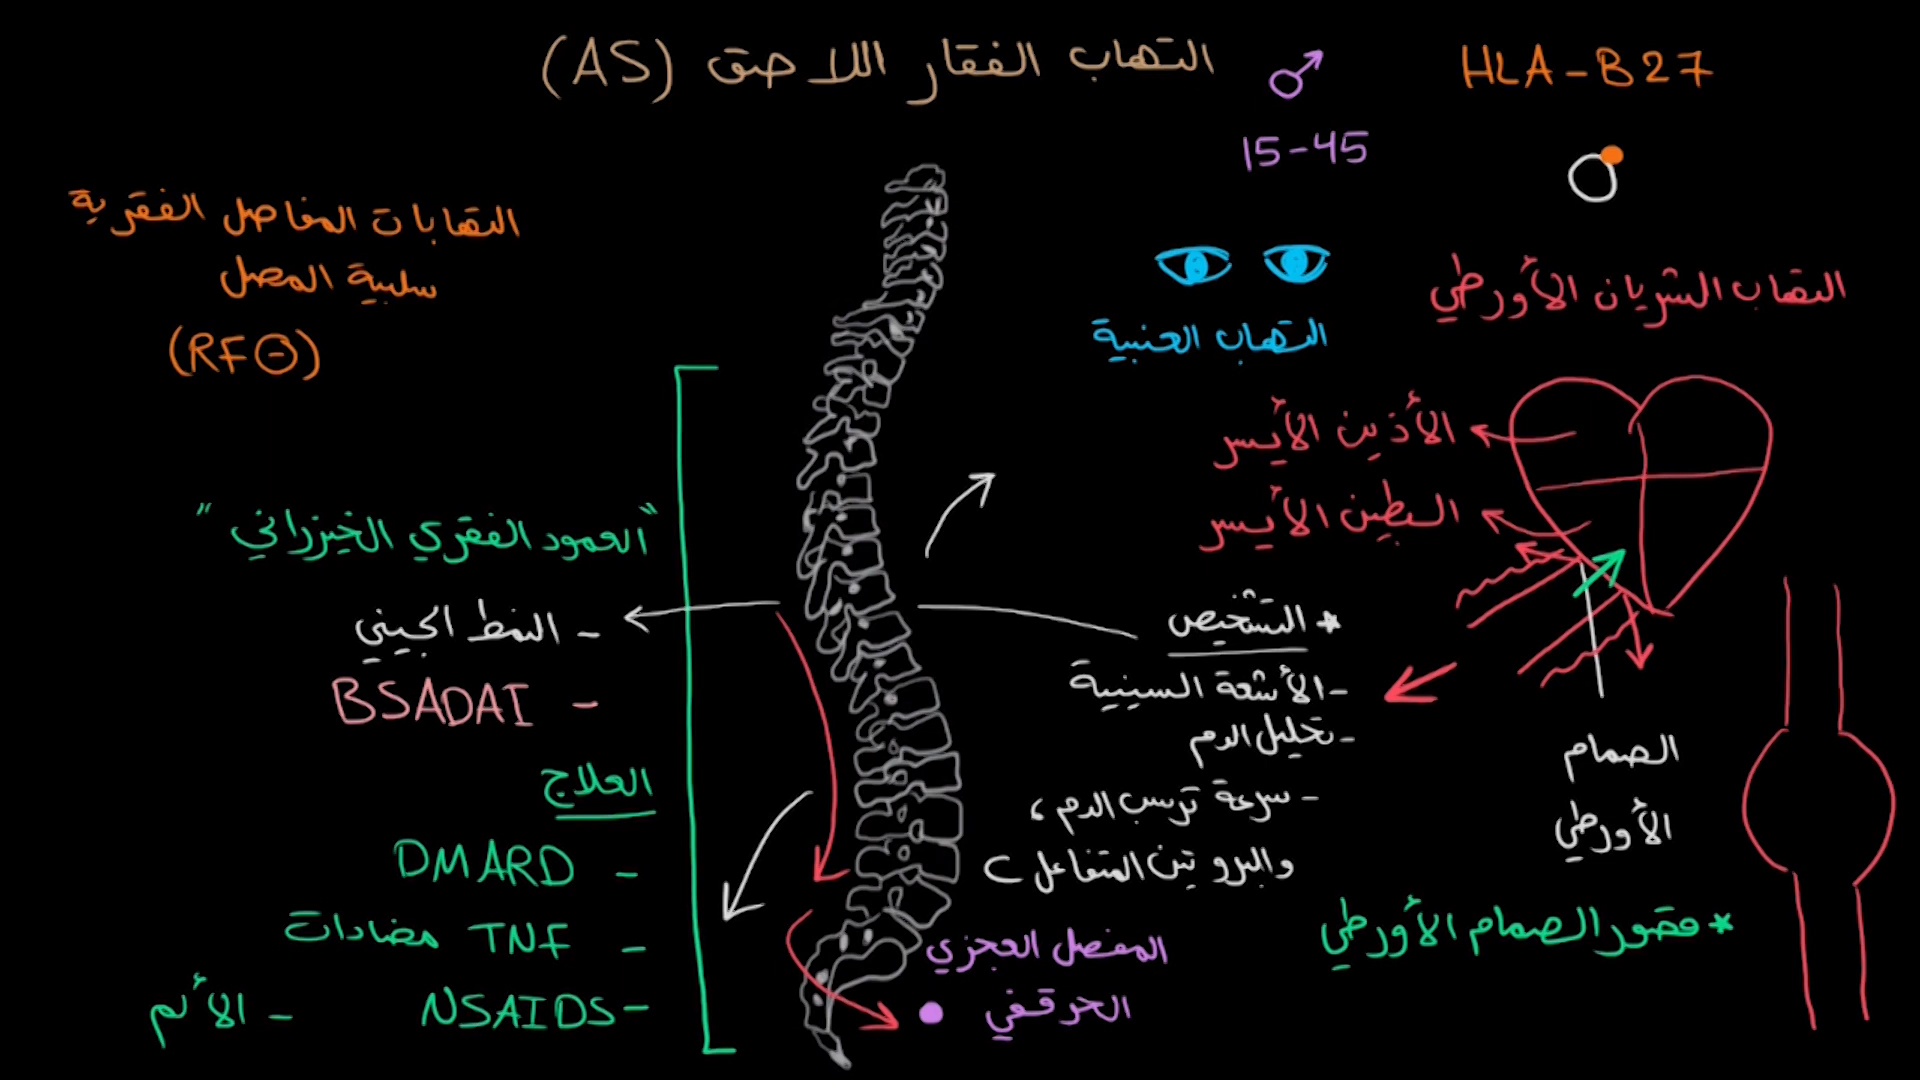 التهاب الفقار اللاصق (AS)
HLA-B27
15-45
التهابات المفاصل الفقرية
سلبية المصل
(RF⊖)
التهاب العنبية
التهاب الشريان الأورطي
الأذين الأيسر
البطين الأيسر
"العمود الفقري الخيزراني"
- النمط الجيني
- BSADAI
العلاج
- DMARD
- TNF مضادات
- NSAIDS
- الألم
* التشخيص
- الأشعة السينية
- تحليل الدم
- سرعة ترسب الدم،
والبروتين المتفاعل C
الصمام
الأورطي
* قصور الصمام الأورطي
المفصل العجزي
الحرقفي